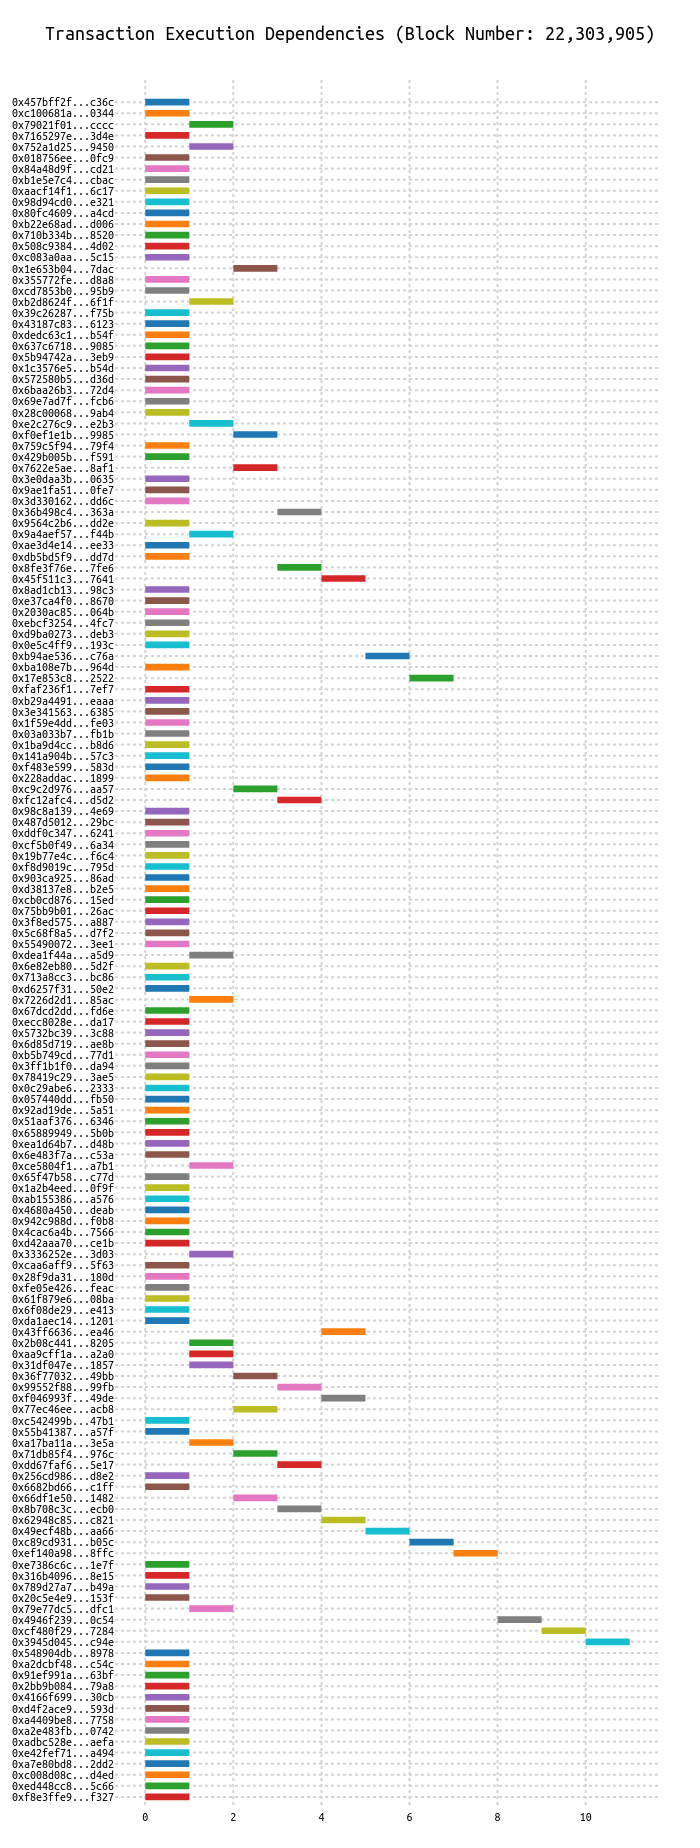 Transaction Execution Dependencies (Block Number: 22,303,905)
0x457bff2f...c36c
0xc100681a...0344
0x79021f01...cccc
0x7165297e...3d4e
0x752a1d25...9450
0x018756ee...0fc9
0x84a48d9f...cd21
0xb1e5e7c4...cbac
0xaacf14f1...6c17
0x98d94cd0...e321
0x80fc4609...a4cd
0xb22e68ad...d006
0x710b334b...8520
0x508c9384...4d02
0xc083a0aa...5c15
0x1e653b04...7dac
0x355772fe...d8a8
0xcd7853b0...95b9
0xb2d8624f...6f1f
0x39c26287...f75b
0x43187c83...6123
0xdedc63c1...b54f
0x637c6718...9085
0x5b94742a...3eb9
0x1c3576e5...b54d
0x572580b5...d36d
0x6baa26b3...72d4
0x69e7ad7f...fcb6
0x28c00068...9ab4
0xe2c276c9...e2b3
0xf0ef1e1b...9985
0x759c5f94...79f4
0x429b005b...f591
0x7622e5ae...8af1
0x3e0daa3b...0635
0x9ae1fa51...0fe7
0x3d330162...dd6c
0x36b498c4...363a
0x9564c2b6...dd2e
0x9a4aef57...f44b
0xae3d4e14...ee33
0xdb5bd5f9...dd7d
0x8fe3f76e...7fe6
0x45f511c3...7641
0x8ad1cb13...98c3
0xe37ca4f0...8670
0x2030ac85...064b
0xebcf3254...4fc7
0xd9ba0273...deb3
0x0e5c4ff9...193c
0xb94ae536...c76a
0xba108e7b...964d
0x17e853c8...2522
0xfaf236f1...7ef7
0xb29a4491...eaaa
0x3e341563...6385
0x1f59e4dd...fe03
0x03a033b7...fb1b
0x1ba9d4cc...b8d6
0x141a904b...57c3
0xf483e599...583d
0x228addac...1899
0xc9c2d976...aa57
0xfc12afc4...d5d2
0x98c8a139...4e69
0x487d5012...29bc
0xddf0c347...6241
0xcf5b0f49...6a34
0x19b77e4c...f6c4
0xf8d9019c...795d
0x903ca925...86ad
0xd38137e8...b2e5
0xcb0cd876...15ed
0x75bb9b01...26ac
0x3f8ed575...a887
0x5c68f8a5...d7f2
0x55490072...3ee1
0xdea1f44a...a5d9
0x6e82eb80...5d2f
0x713a8cc3...bc86
0xd6257f31...50e2
0x7226d2d1...85ac
0x67dcd2dd...fd6e
0xecc8028e...da17
0x5732bc39...3c88
0x6d85d719...ae8b
0xb5b749cd...77d1
0x3ff1b1f0...da94
0x78419c29...3ae5
0x0c29abe6...2333
0x057440dd...fb50
0x92ad19de...5a51
0x51aaf376...6346
0x65889949...5b0b
0xea1d64b7...d48b
0x6e483f7a...c53a
0xce5804f1...a7b1
0x65f47b58...c77d
0x1a2b4eed...0f9f
0xab155386...a576
0x4680a450...deab
0x942c988d...f0b8
0x4cac6a4b...7566
0xd42aaa70...ce1b
0x3336252e...3d03
0xcaa6aff9...5f63
0x28f9da31...180d
0xfe05e426...feac
0x61f879e6...08ba
0x6f08de29...e413
0xda1aec14...1201
0x43ff6636...ea46
0x2b08c441...8205
0xaa9cff1a...a2a0
0x31df047e...1857
0x36f77032...49bb
0x99552f88...99fb
0xf046993f...49de
0x77ec46ee...acb8
0xc542499b...47b1
0x55b41387...a57f
0xa17ba11a...3e5a
0x71db85f4...976c
0xdd67faf6...5e17
0x256cd986...d8e2
0x6682bd66...c1ff
0x66df1e50...1482
0x8b708c3c...ecb0
0x62948c85...c821
0x49ecf48b...aa66
0xc89cd931...b05c
0xef140a98...8ffc
0xe7386c6c...1e7f
0x316b4096...8e15
0x789d27a7...b49a
0x20c5e4e9...153f
0x79e77dc5...dfc1
0x4946f239...0c54
0xcf480f29...7284
0x3945d045...c94e
0x548904db...8978
0xa2dcbf48...c54c
0x91ef991a...63bf
0x2bb9b084...79a8
0x4166f699...30cb
0xd4f2ace9...593d
0xa4409be8...7758
0xa2e483fb...0742
0xadbc528e...aefa
0xe42fef71...a494
0xa7e80bd8...2dd2
0xc008d08c...d4ed
0xed448cc8...5c66
0xf8e3ffe9...f327
0 2 4 6 8 10